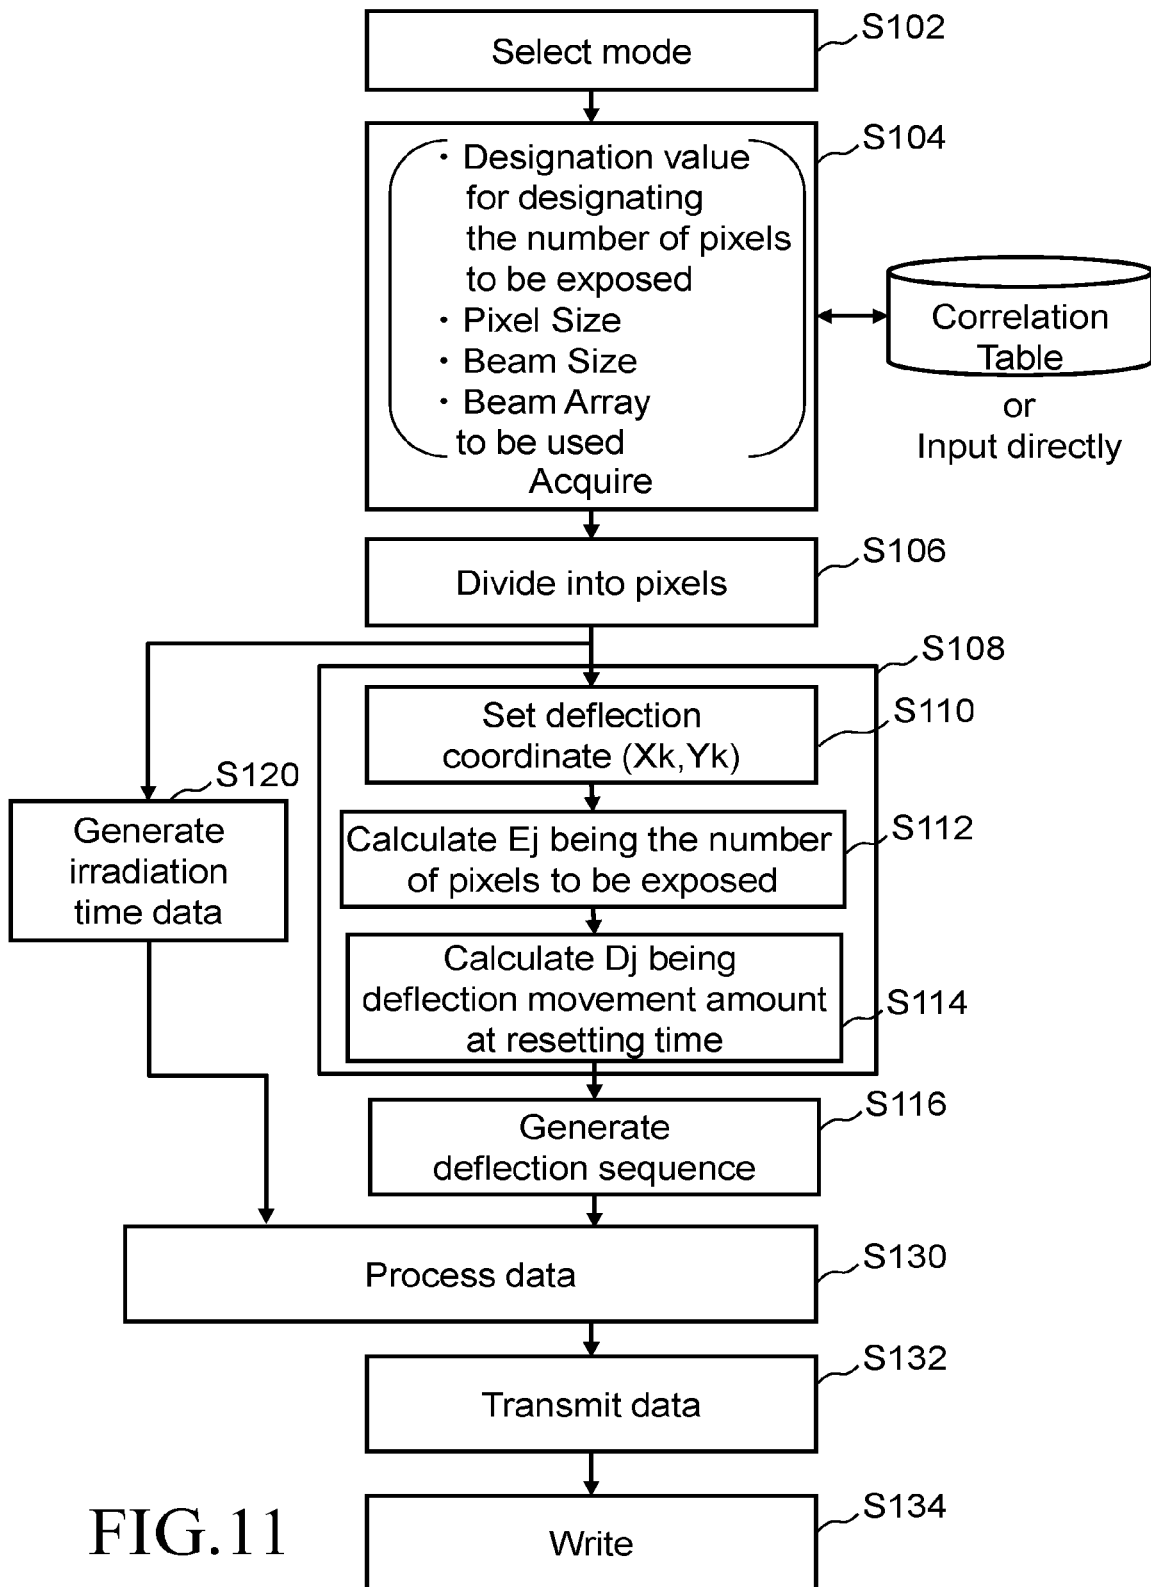 Select mode
S102
・ Designation value
for designating
the number of pixels
to be exposed
・ Pixel Size
・ Beam Size
・ Beam Array
to be used
Acquire
S104
Correlation
Table
or
Input directly
Divide into pixels
S106
S108
Set deflection
coordinate (Xk,Yk)
S110
S120
Generate
irradiation
time data
Calculate Ej being the number
of pixels to be exposed
S112
Calculate Dj being
deflection movement amount
at resetting time
S114
Generate
deflection sequence
S116
Process data
S130
Transmit data
S132
Write
S134
FIG.11